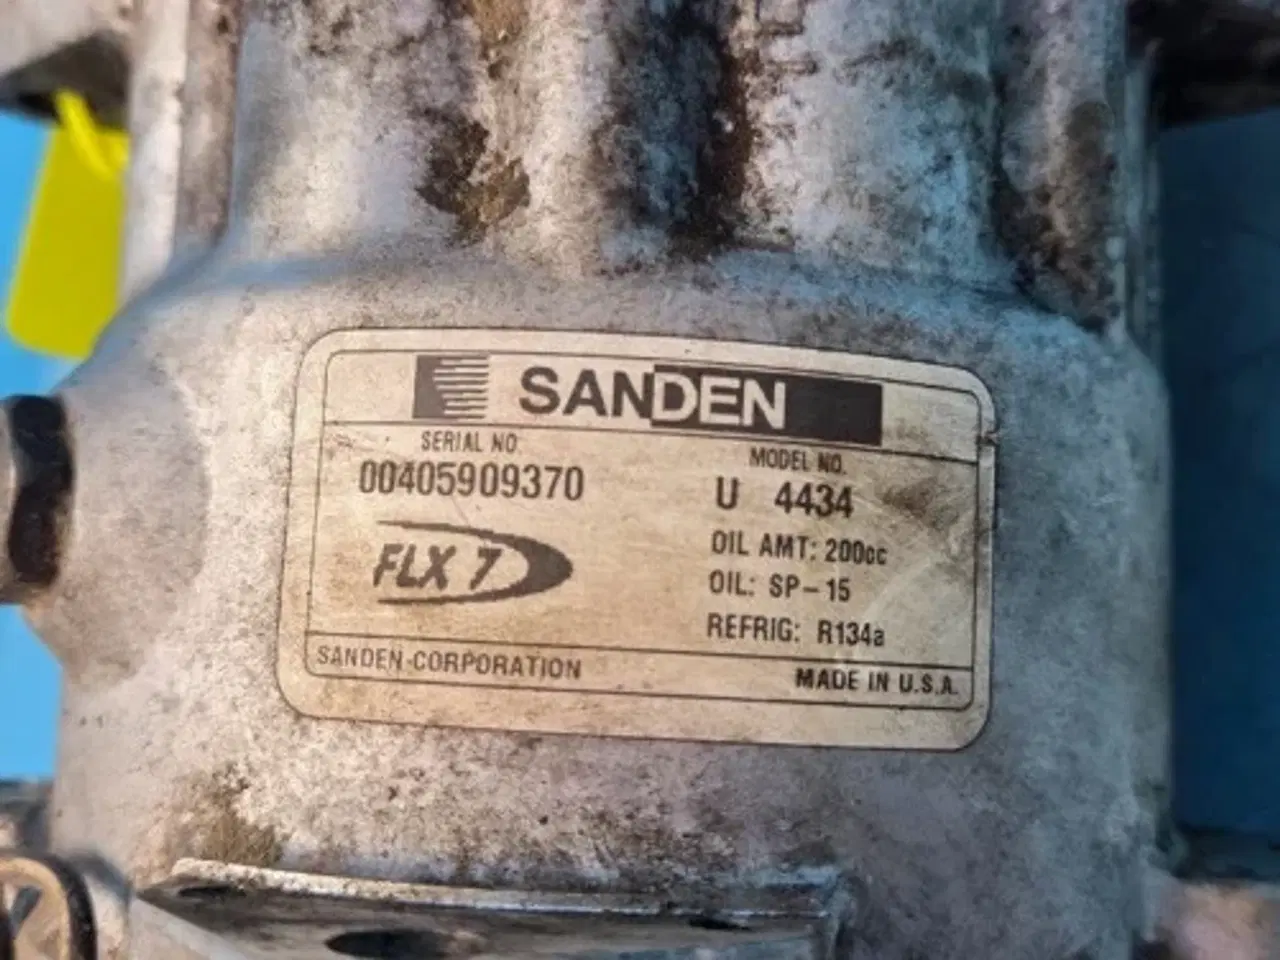 SANDEN
SERIAL NO.
00405909370
MODEL NO.
U 4434
FLX 7
OIL AMT: 200cc
OIL: SP-15
REFRIG: R134a
SANDEN CORPORATION
MADE IN U.S.A.